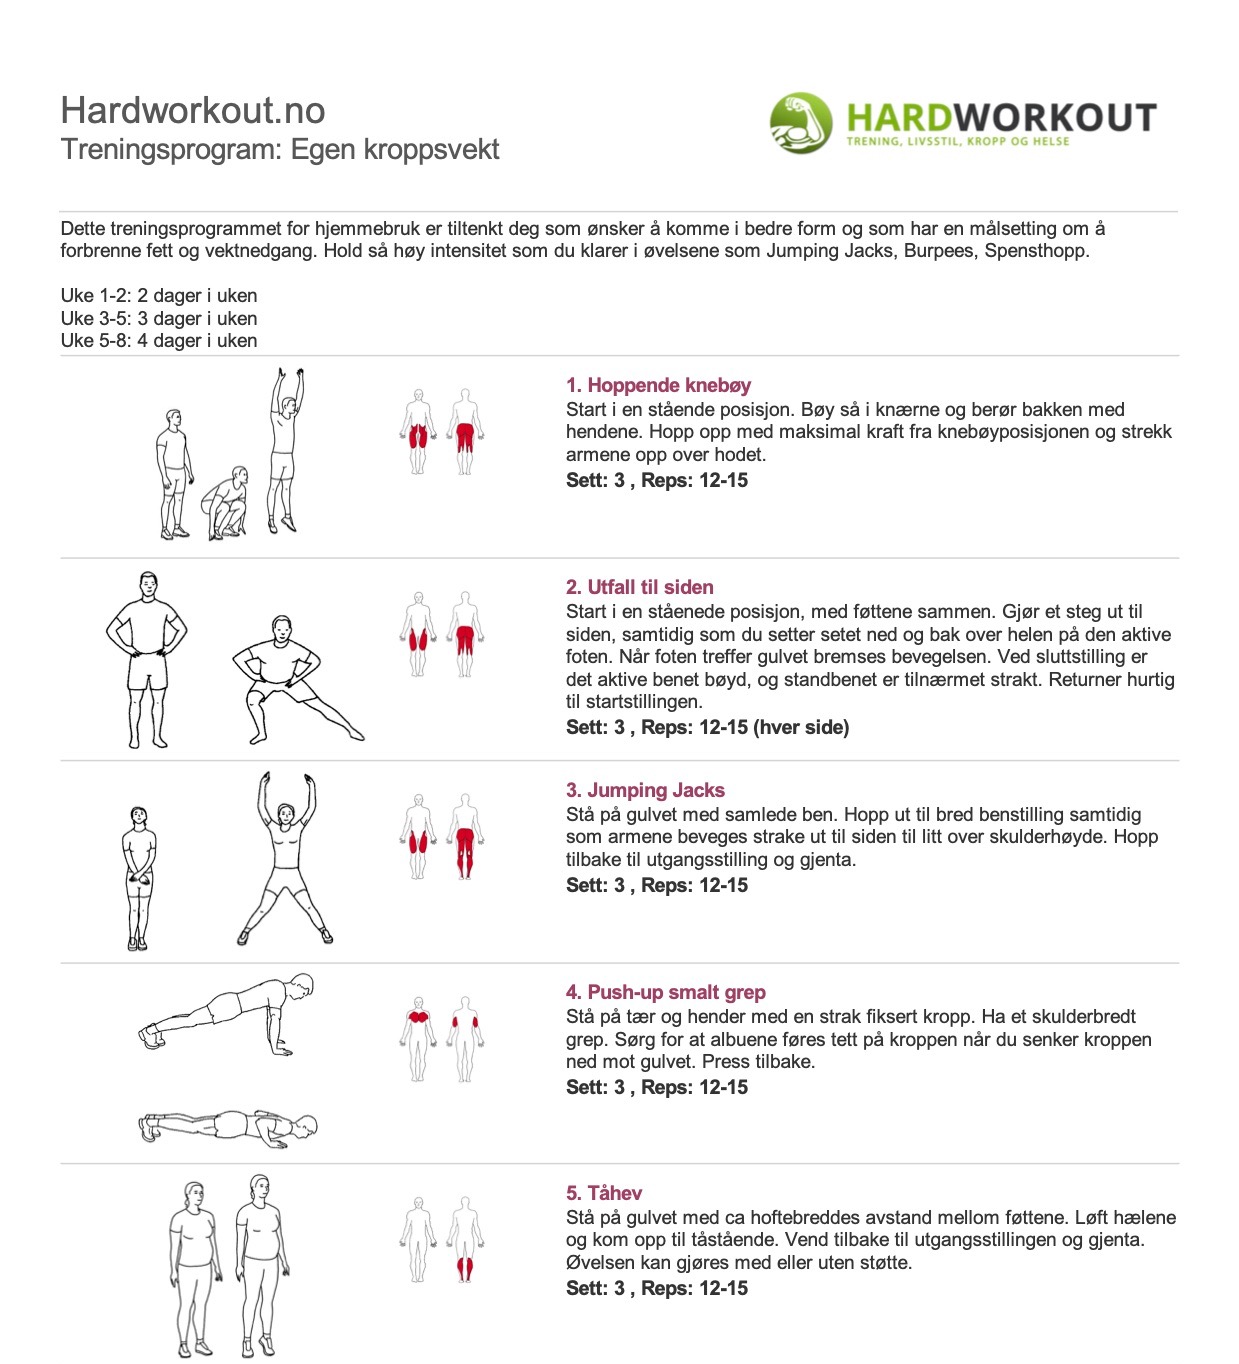 Hardworkout.no
Treningsprogram: Egen kroppsvekt
HARDWORKOUT
TRENING, LIVSSTIL, KROPP OG HELSE
Dette treningsprogrammet for hjemmebruk er tiltenkt deg som ønsker å komme i bedre form og som har en målsetting om å
forbrenne fett og vektnedgang. Hold så høy intensitet som du klarer i øvelsene som Jumping Jacks, Burpees, Spensthopp.
Uke 1-2: 2 dager i uken
Uke 3-5: 3 dager i uken
Uke 5-8: 4 dager i uken
1. Hoppende knebøy
Start i en stående posisjon. Bøy så i knærne og berør bakken med
hendene. Hopp opp med maksimal kraft fra knebøyposisjonen og strekk
armene opp over hodet.
Sett: 3 , Reps: 12-15
2. Utfall til siden
Start i en ståenede posisjon, med føttene sammen. Gjør et steg ut til
siden, samtidig som du setter setet ned og bak over helen på den aktive
foten. Når foten treffer gulvet bremses bevegelsen. Ved sluttstilling er
det aktive benet bøyd, og standbenet er tilnærmet strakt. Returner hurtig
til startstillingen.
Sett: 3 , Reps: 12-15 (hver side)
3. Jumping Jacks
Stå på gulvet med samlede ben. Hopp ut til bred benstilling samtidig
som armene beveges strake ut til siden til litt over skulderhøyde. Hopp
tilbake til utgangsstilling og gjenta.
Sett: 3 , Reps: 12-15
4. Push-up smalt grep
Stå på tær og hender med en strak fiksert kropp. Ha et skulderbredt
grep. Sørg for at albuene føres tett på kroppen når du senker kroppen
ned mot gulvet. Press tilbake.
Sett: 3 , Reps: 12-15
5. Tåhev
Stå på gulvet med ca hoftebreddes avstand mellom føttene. Løft hælene
og kom opp til tåstående. Vend tilbake til utgangsstillingen og gjenta.
Øvelsen kan gjøres med eller uten støtte.
Sett: 3 , Reps: 12-15